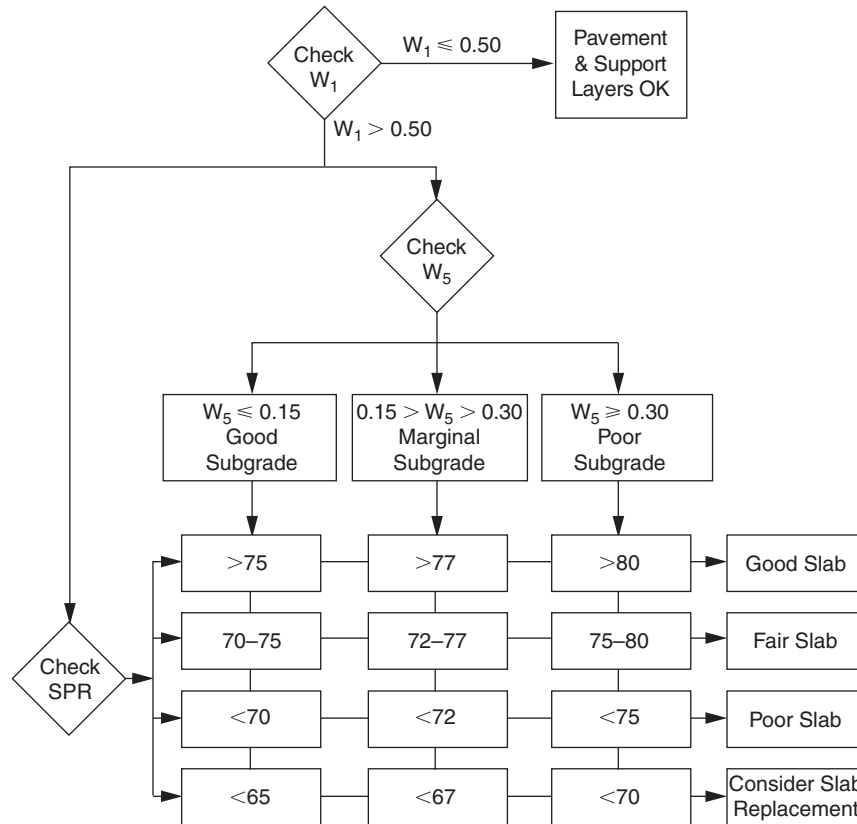 Check
W₁
W₁ ⩽ 0.50
Pavement
& Support
Layers OK
W₁ > 0.50
Check
W₅
W₅ ⩽ 0.15
Good
Subgrade
0.15 > W₅ > 0.30
Marginal
Subgrade
W₅ ⩾ 0.30
Poor
Subgrade
>75
>77
>80
Good Slab
70–75
72–77
75–80
Fair Slab
Check
SPR
<70
<72
<75
Poor Slab
<65
<67
<70
Consider Slab
Replacement